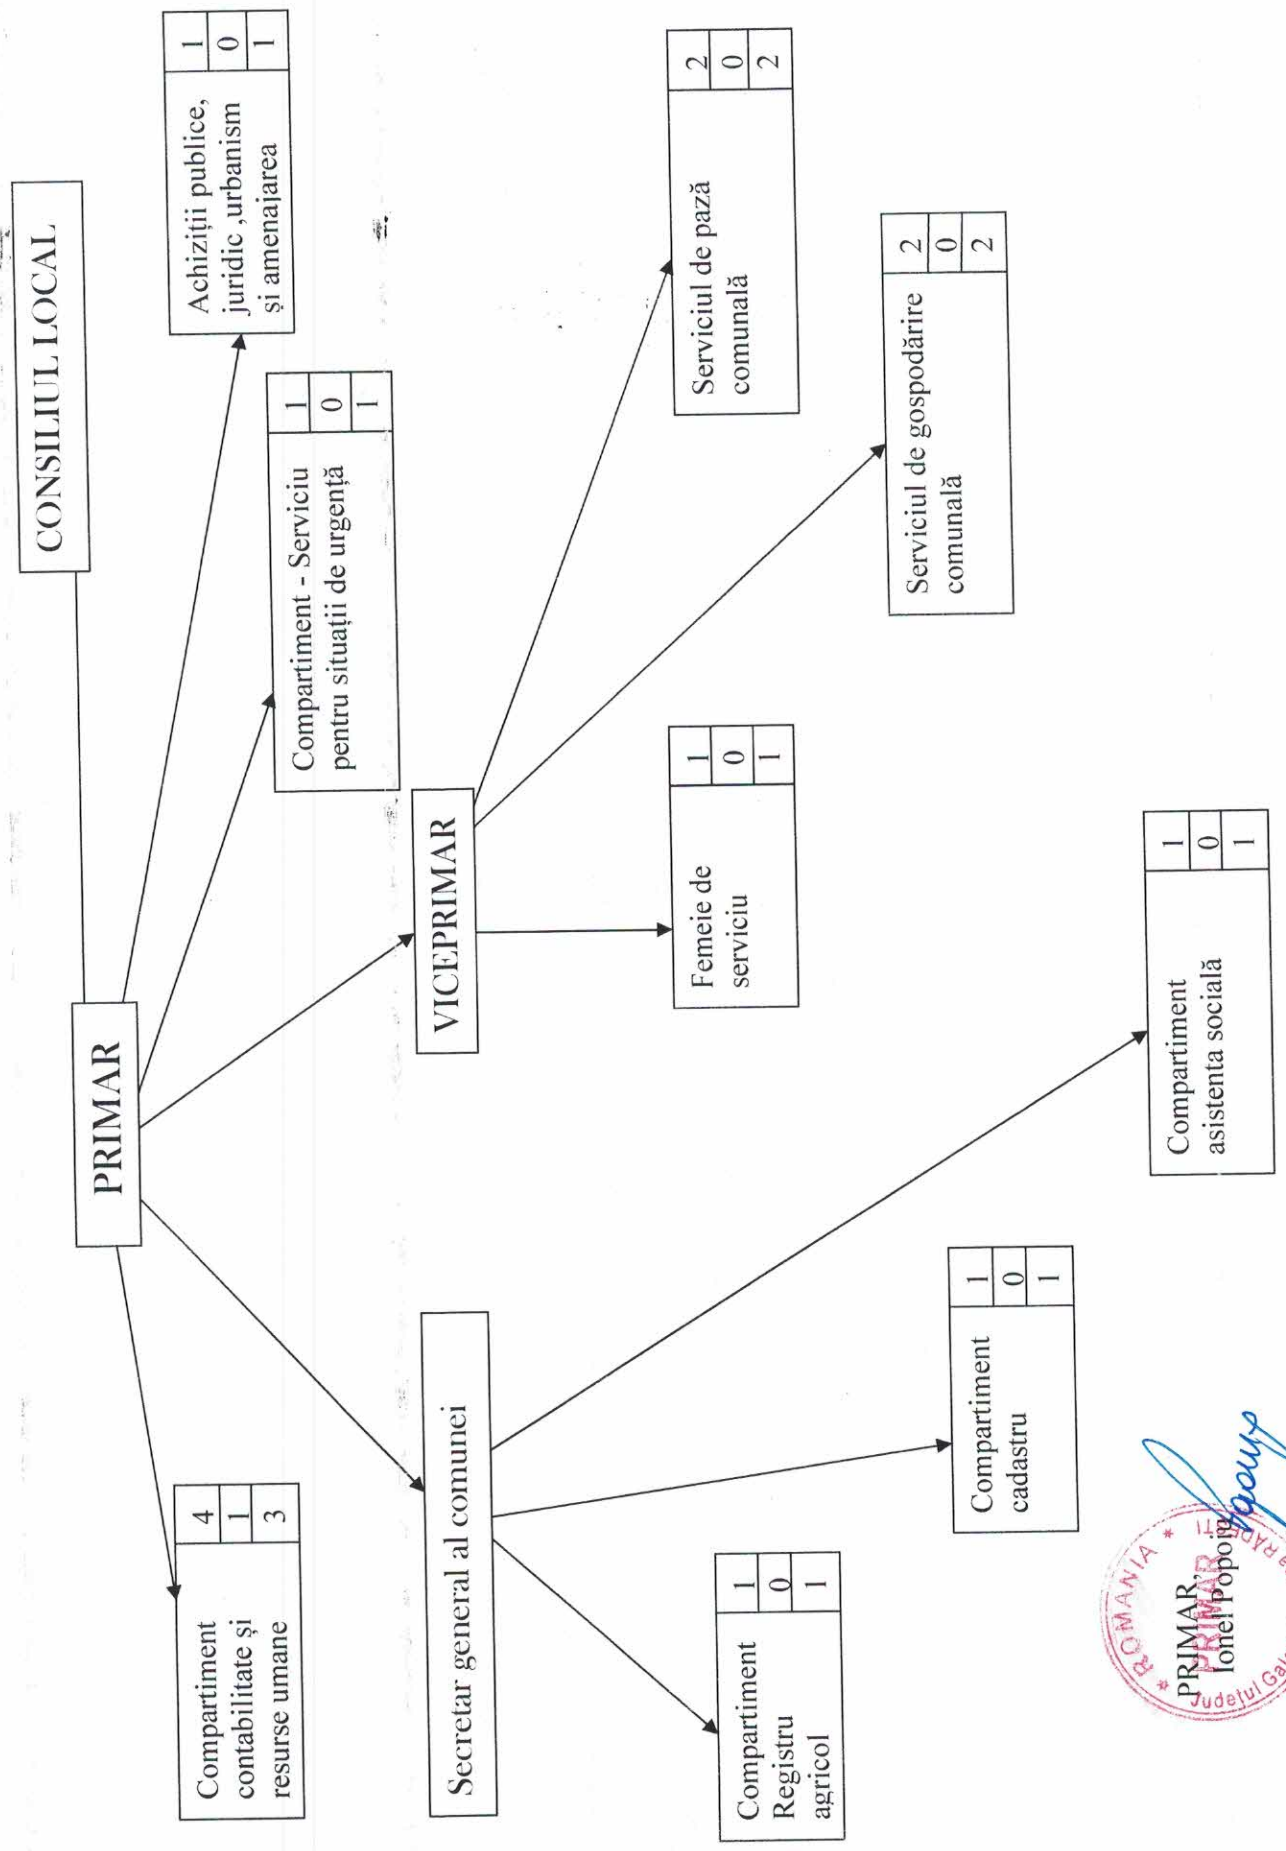 CONSILIUL LOCAL
PRIMAR
Compartiment
contabilitate și
resurse umane
4
1
3
Compartiment - Serviciu
pentru situații de urgență
1
0
1
Achiziții publice,
juridic ,urbanism
și amenajarea
1
0
1
Secretar general al comunei
VICEPRIMAR
Compartiment
Registru
agricol
1
0
1
Compartiment
cadastru
1
0
1
Compartiment
asistenta socială
1
0
1
Femeie de
serviciu
1
0
1
Serviciul de gospodărire
comunală
2
0
2
Serviciul de pază
comunală
2
0
2
PRIMAR,
Ionel Popoiu
* ROMANIA *
PRIMAR
Județul